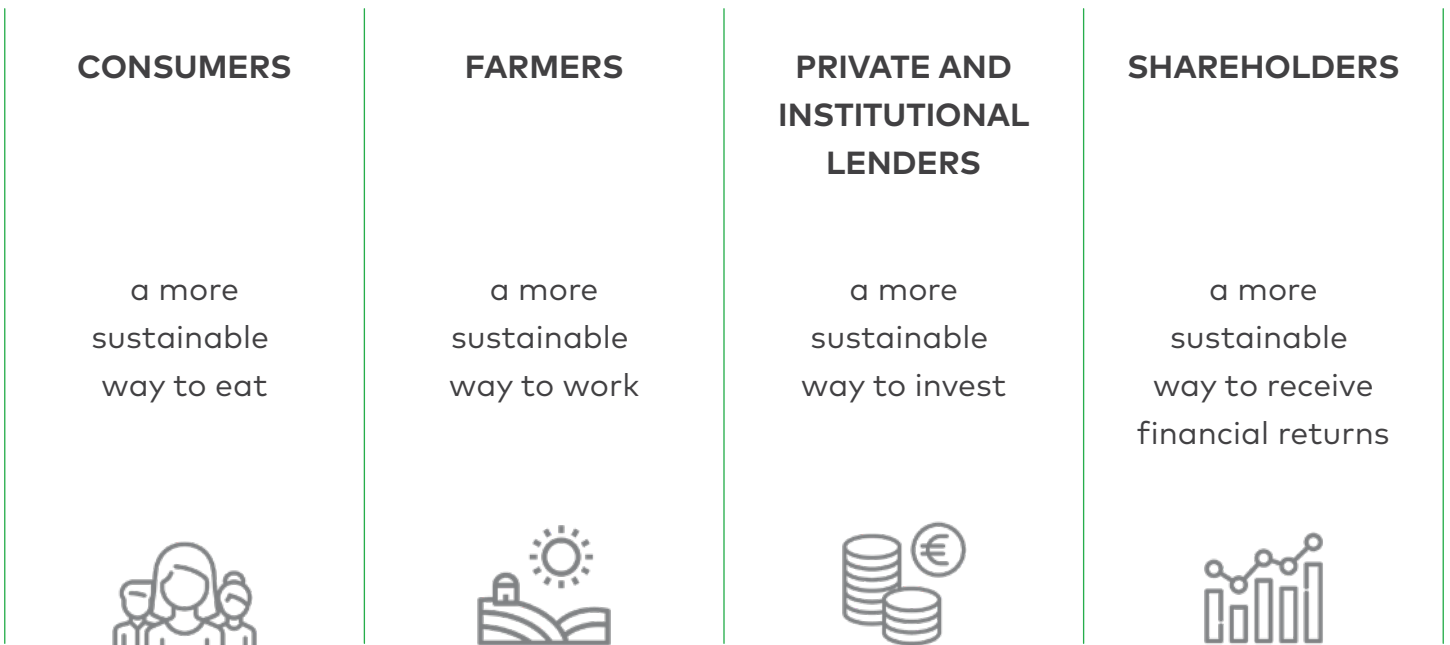 CONSUMERS
a more
sustainable
way to eat
FARMERS
a more
sustainable
way to work
PRIVATE AND
INSTITUTIONAL
LENDERS
a more
sustainable
way to invest
SHAREHOLDERS
a more
sustainable
way to receive
financial returns
€